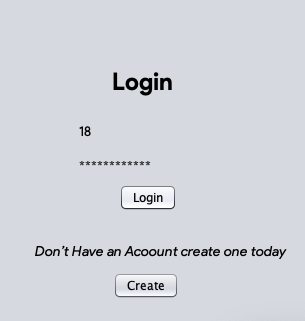 Login
18
************
Login
Don't Have an Acoount create one today
Create